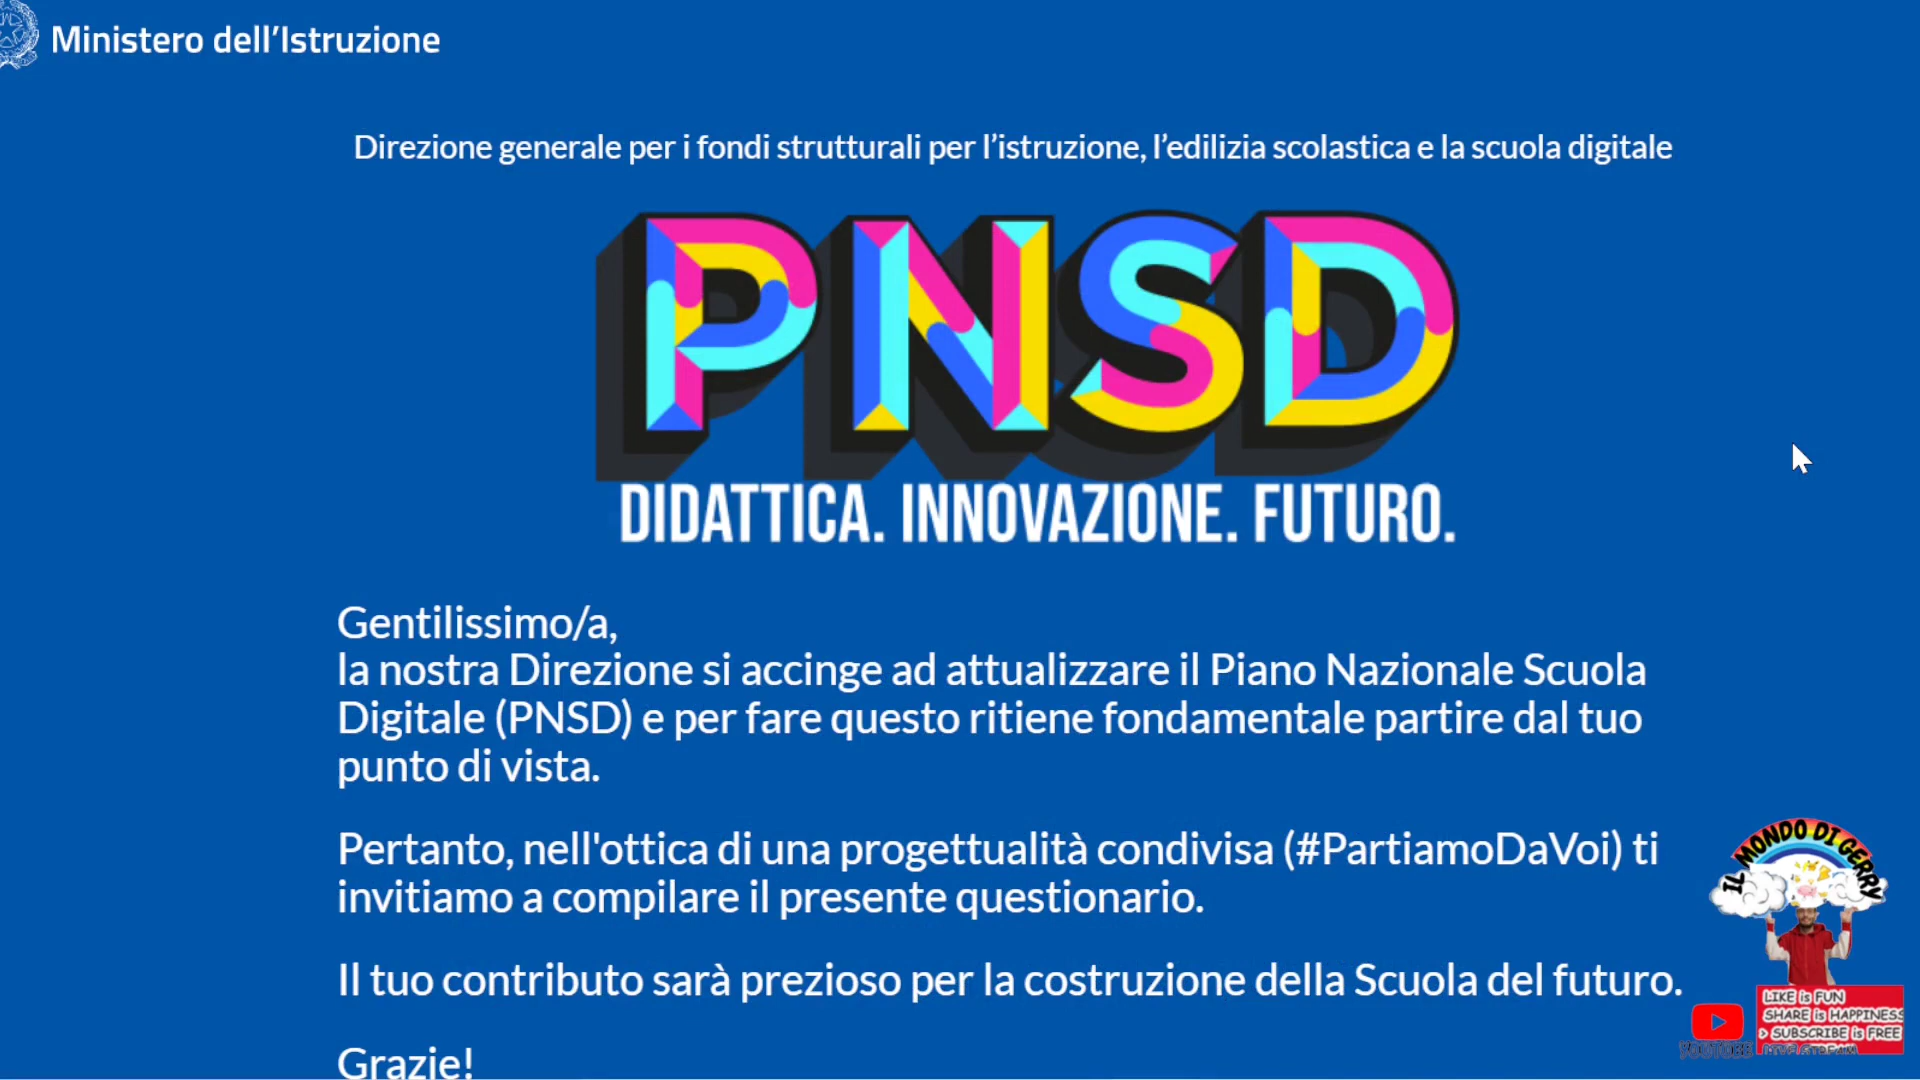 Ministero dell’Istruzione
Direzione generale per i fondi strutturali per l’istruzione, l’edilizia scolastica e la scuola digitale
PNSD
DIDATTICA. INNOVAZIONE. FUTURO.
Gentilissimo/a,
la nostra Direzione si accinge ad attualizzare il Piano Nazionale Scuola
Digitale (PNSD) e per fare questo ritiene fondamentale partire dal tuo
punto di vista.
Pertanto, nell'ottica di una progettualità condivisa (#PartiamoDaVoi) ti
invitiamo a compilare il presente questionario.
Il tuo contributo sarà prezioso per la costruzione della Scuola del futuro.
Grazie!
IL MONDO DI GERRY
LIKE is FUN
SHARE is HAPPINESS
> SUBSCRIBE is FREE
YOUTUBE